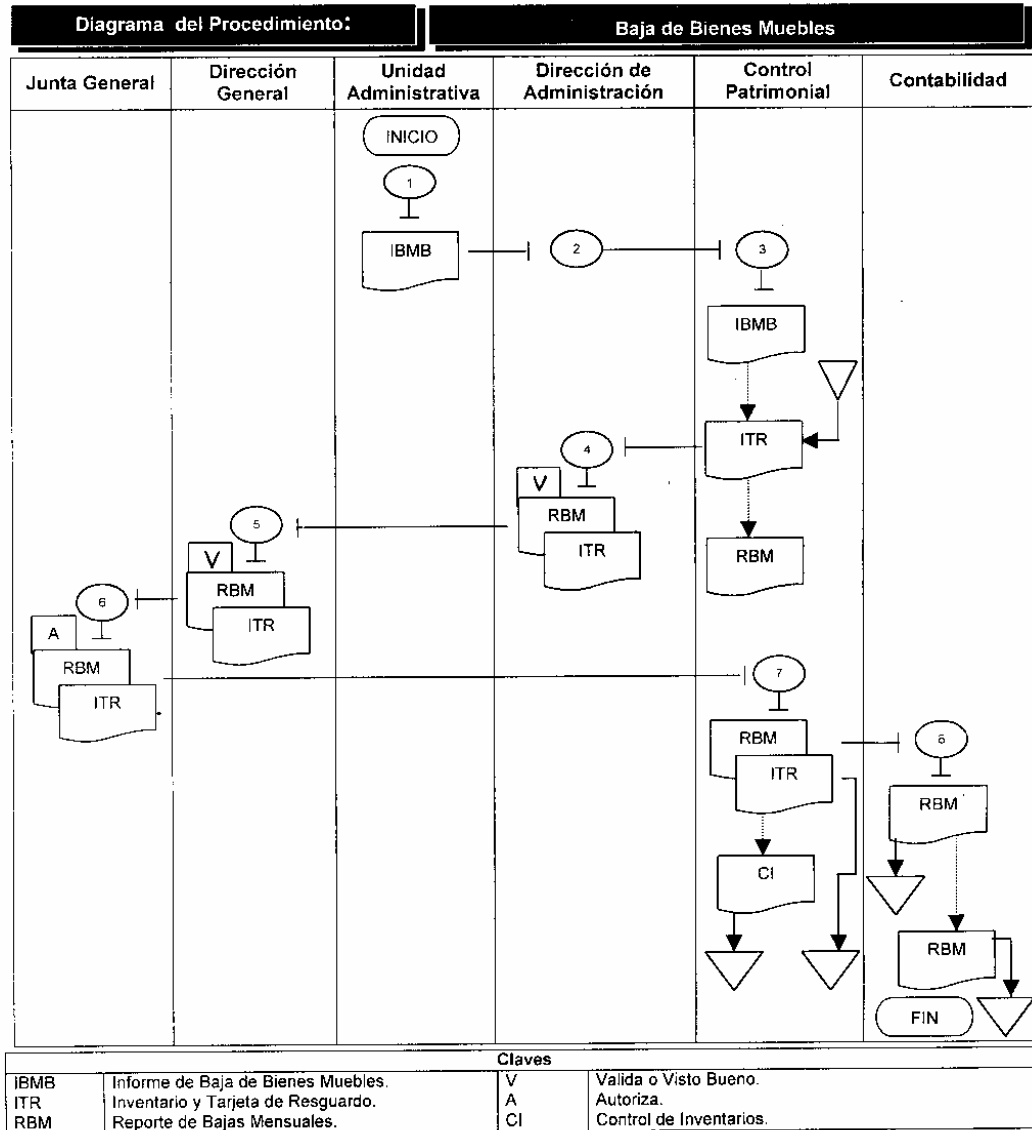 Diagrama del Procedimiento:
Baja de Bienes Muebles
Junta General
Dirección General
Unidad Administrativa
Dirección de Administración
Control Patrimonial
Contabilidad
INICIO
1
IBMB
2
3
IBMB
ITR
4
V
RBM
ITR
RBM
5
V
RBM
ITR
6
A
RBM
ITR
7
RBM
ITR
6
RBM
CI
RBM
FIN
Claves
IBMB Informe de Baja de Bienes Muebles. V Valida o Visto Bueno.
ITR Inventario y Tarjeta de Resguardo. A Autoriza.
RBM Reporte de Bajas Mensuales. CI Control de Inventarios.